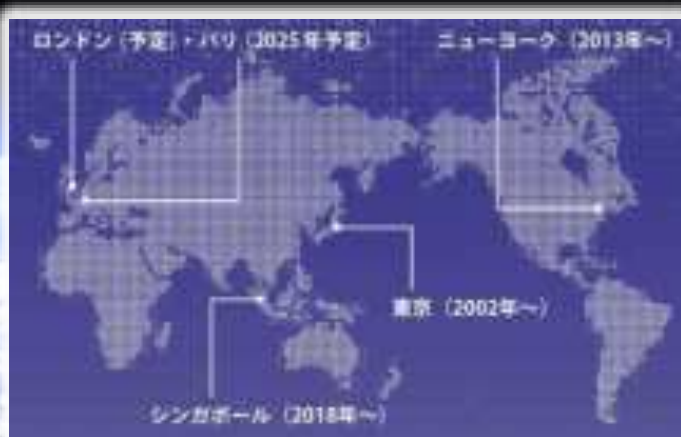 ロンドン（予定）・パリ（2025年予定）
ニューヨーク（2013年〜）
東京（2002年〜）
シンガポール（2018年〜）